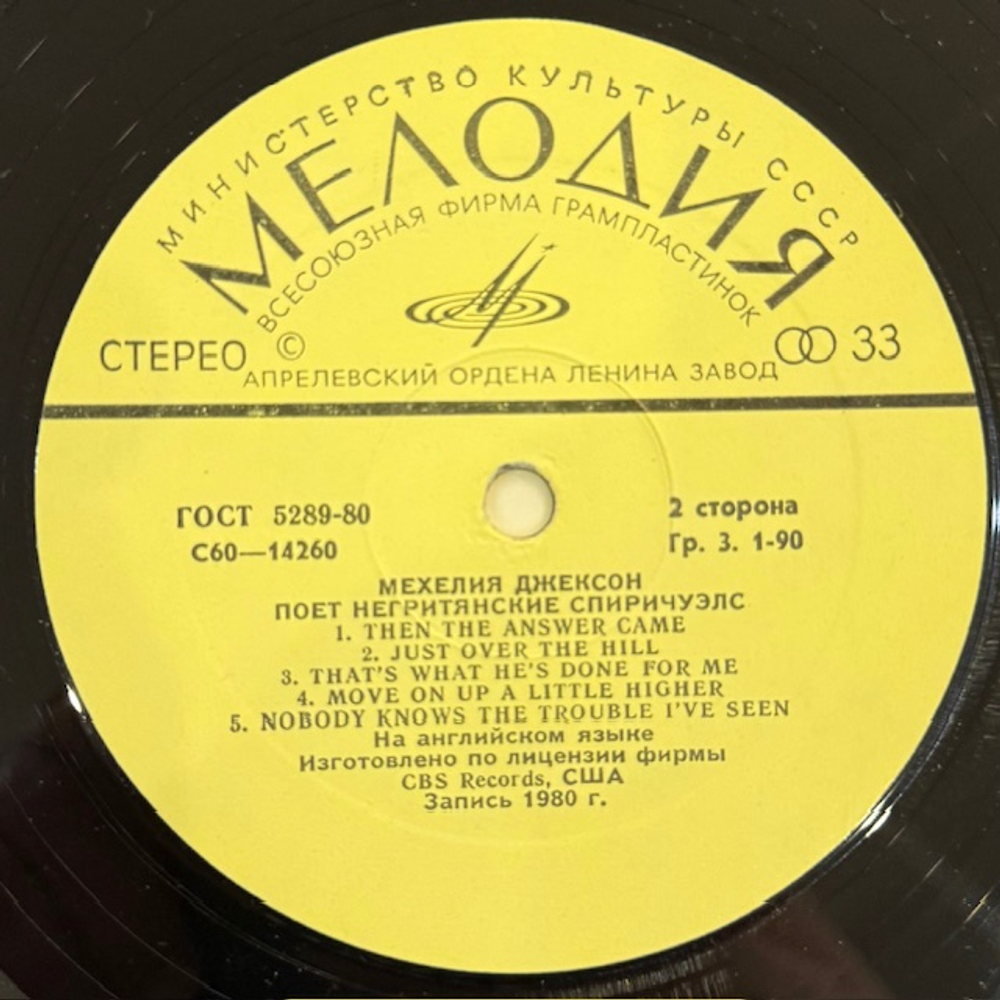 МИНИСТЕРСТВО КУЛЬТУРЫ СССР
МЕЛОДИЯ
ВСЕСОЮЗНАЯ ФИРМА ГРАМПЛАСТИНОК
СТЕРЕО © 33
АПРЕЛЕВСКИЙ ОРДЕНА ЛЕНИНА ЗАВОД
ГОСТ 5289-80 2 сторона
С60—14260 Гр. 3. 1-90
МЕХЕЛИЯ ДЖЕКСОН
ПОЕТ НЕГРИТЯНСКИЕ СПИРИЧУЭЛС
1. THEN THE ANSWER CAME
2. JUST OVER THE HILL
3. THAT'S WHAT HE'S DONE FOR ME
4. MOVE ON UP A LITTLE HIGHER
5. NOBODY KNOWS THE TROUBLE I'VE SEEN
На английском языке
Изготовлено по лицензии фирмы
CBS Records, США
Запись 1980 г.